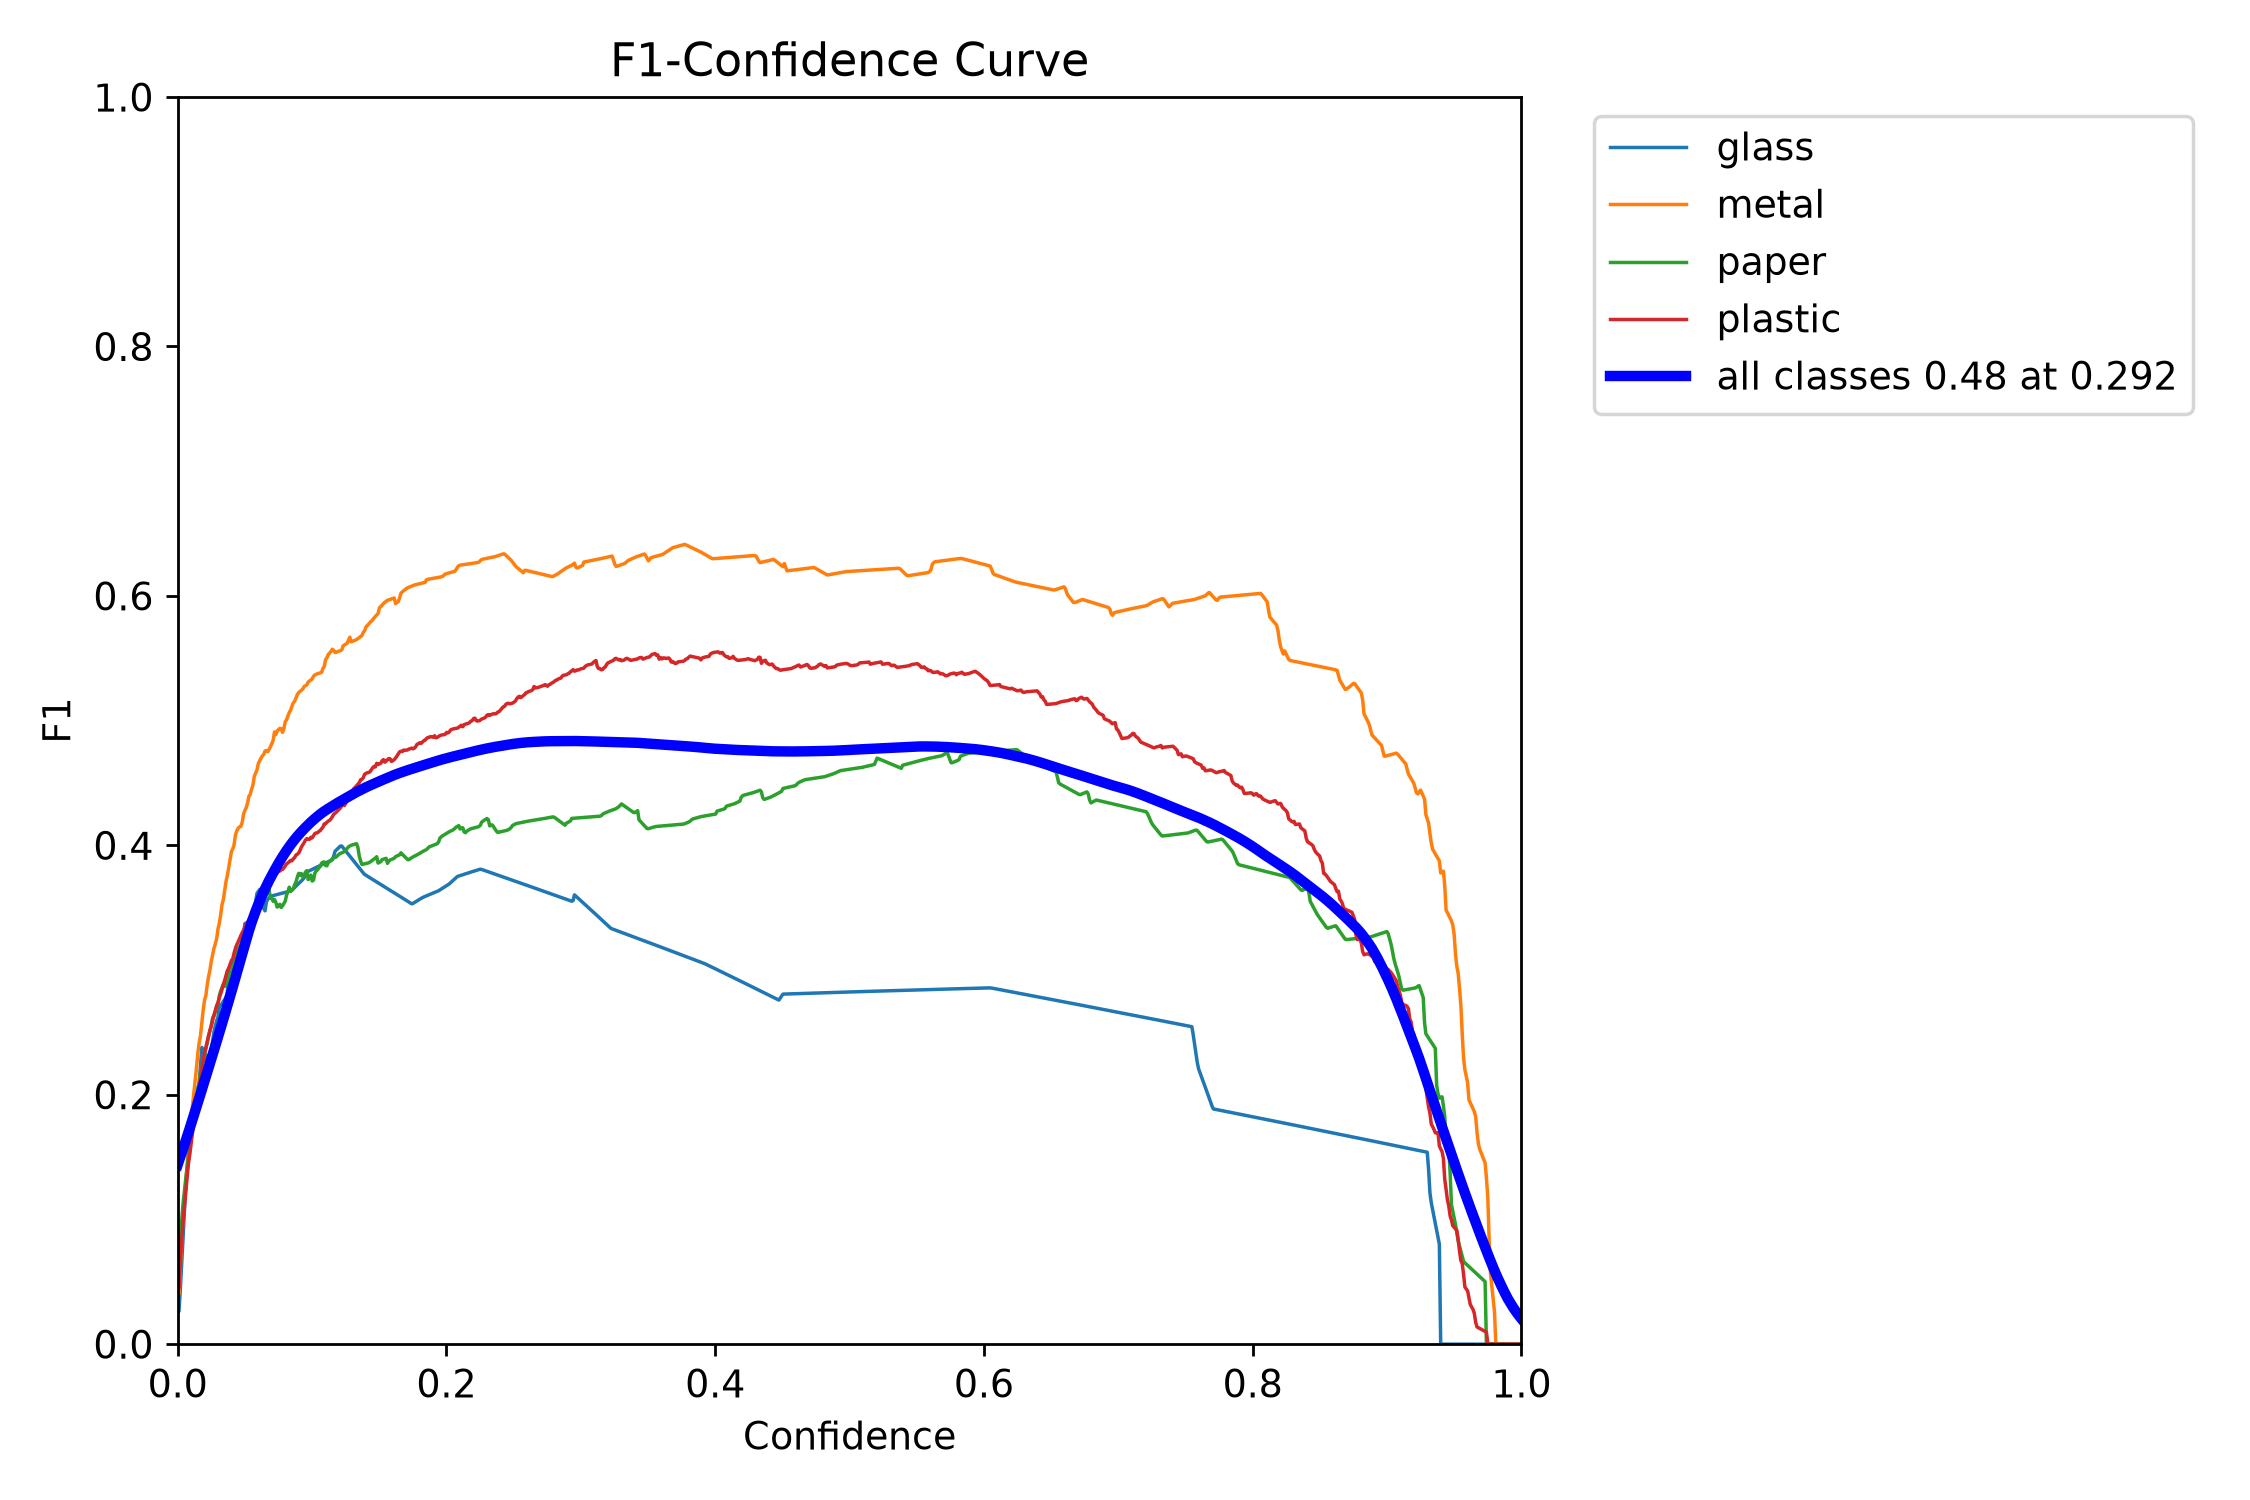 F1-Confidence Curve
1.0
0.8
0.6
0.4
0.2
0.0
F1
0.0 0.2 0.4 0.6 0.8 1.0
Confidence
glass
metal
paper
plastic
all classes 0.48 at 0.292